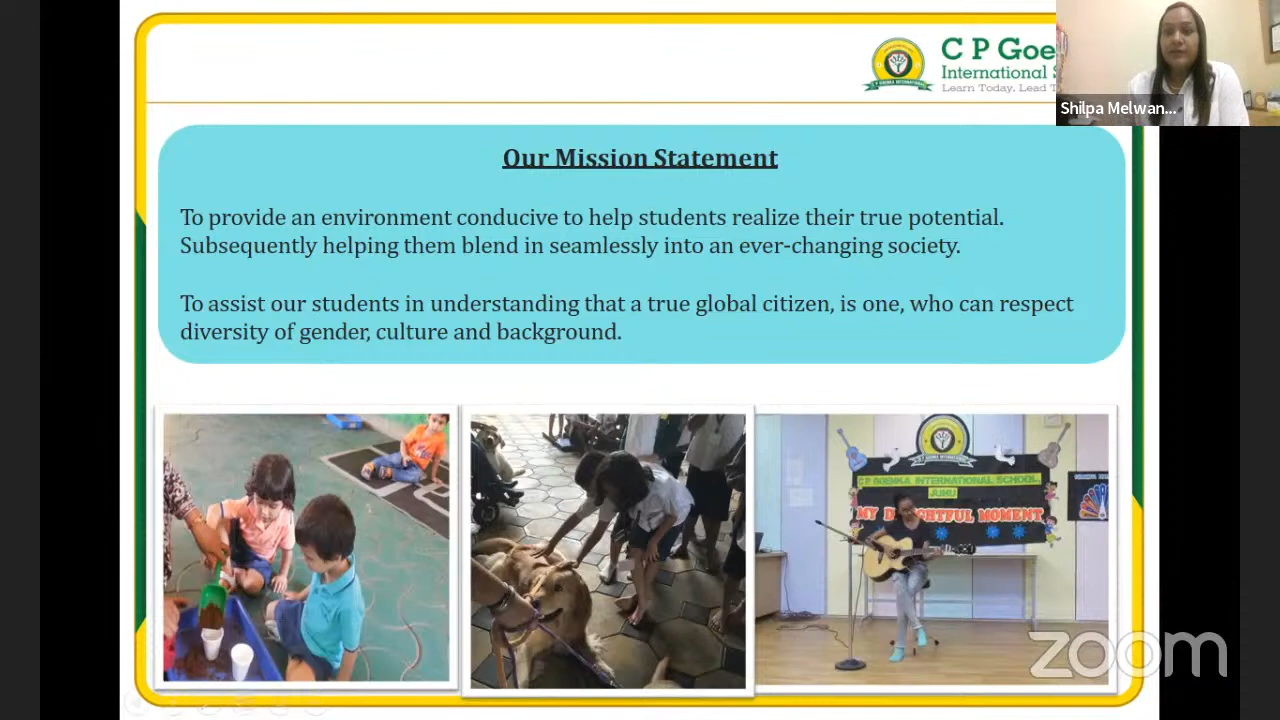 C P Goe
International S
Learn Today. Lead T
Shilpa Melwan...
Our Mission Statement
To provide an environment conducive to help students realize their true potential.
Subsequently helping them blend in seamlessly into an ever-changing society.
To assist our students in understanding that a true global citizen, is one, who can respect
diversity of gender, culture and background.
C P GOENKA INTERNATIONAL SCHOOL
JUHU
MY D GHTFUL MOMENT
zoom